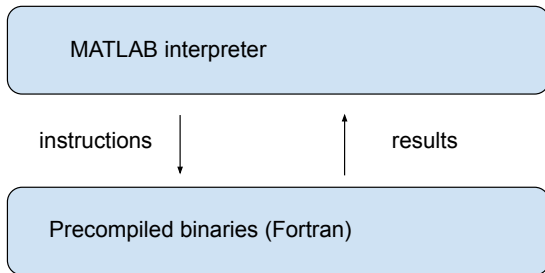 MATLAB interpreter
instructions
results
Precompiled binaries (Fortran)